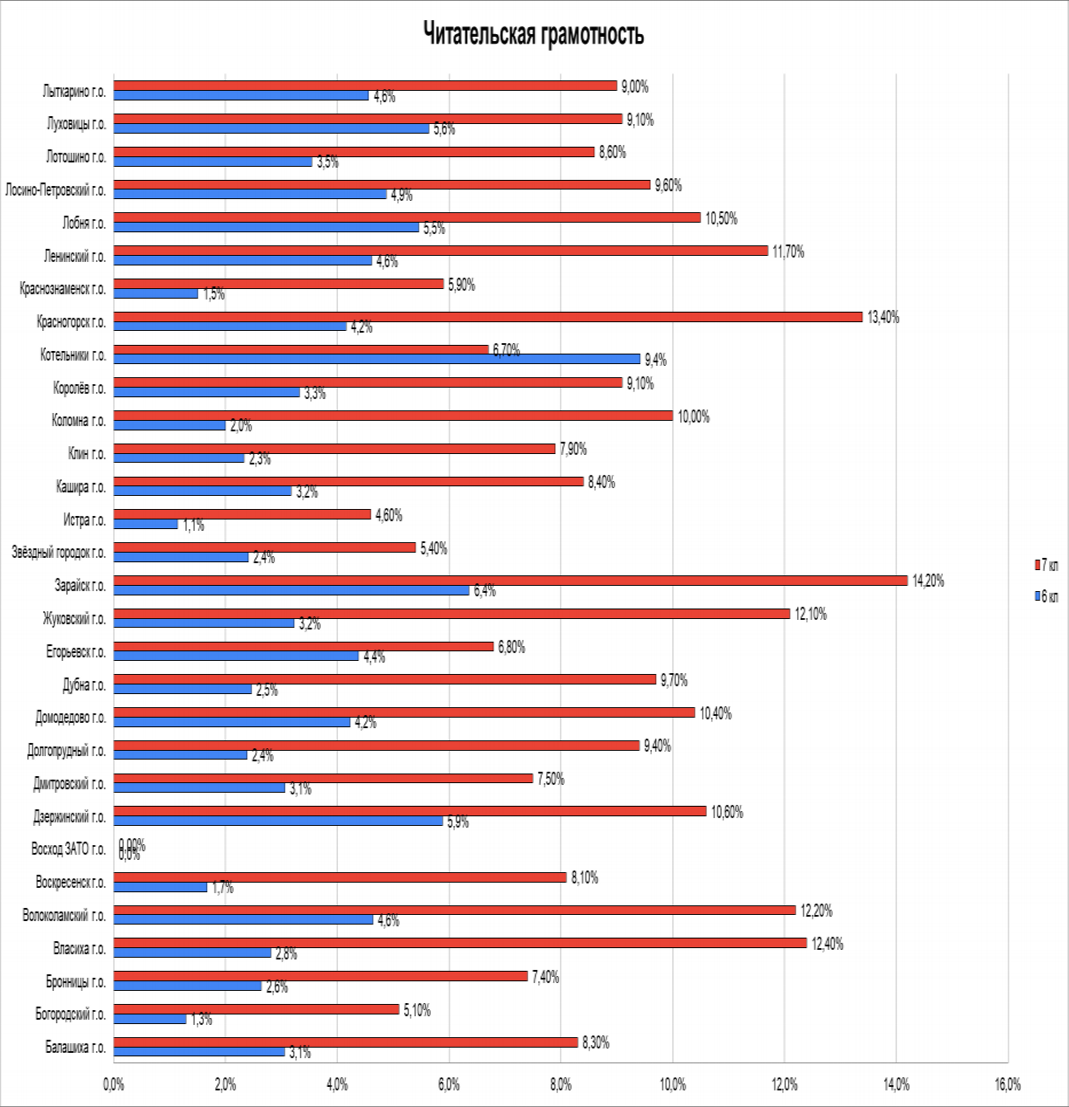 Читательская грамотность
Лыткарино г.о. 9,00%
4,6%
Луховицы г.о. 9,10%
5,6%
Лотошино г.о. 8,60%
3,5%
Лосино-Петровский г.о. 9,60%
4,9%
Лобня г.о. 10,50%
5,5%
Ленинский г.о. 11,70%
4,6%
Краснознаменск г.о. 5,90%
1,5%
Красногорск г.о. 13,40%
4,2%
Котельники г.о. 6,70%
9,4%
Королёв г.о. 9,10%
3,3%
Коломна г.о. 10,00%
2,0%
Клин г.о. 7,90%
2,3%
Кашира г.о. 8,40%
3,2%
Истра г.о. 4,60%
1,1%
Звёздный городок г.о. 5,40%
2,4%
Зарайск г.о. 14,20%
6,4%
Жуковский г.о. 12,10%
3,2%
Егорьевск г.о. 6,80%
4,4%
Дубна г.о. 9,70%
2,5%
Домодедово г.о. 10,40%
4,2%
Долгопрудный г.о. 9,40%
2,4%
Дмитровский г.о. 7,50%
3,1%
Дзержинский г.о. 10,60%
5,9%
Восход ЗАТО г.о. 0,00%
0,0%
Воскресенск г.о. 8,10%
1,7%
Волоколамский г.о. 12,20%
4,6%
Власиха г.о. 12,40%
2,8%
Бронницы г.о. 7,40%
2,6%
Богородский г.о. 5,10%
1,3%
Балашиха г.о. 8,30%
3,1%
0,0% 2,0% 4,0% 6,0% 8,0% 10,0% 12,0% 14,0% 16,0%
7 кл
6 кл